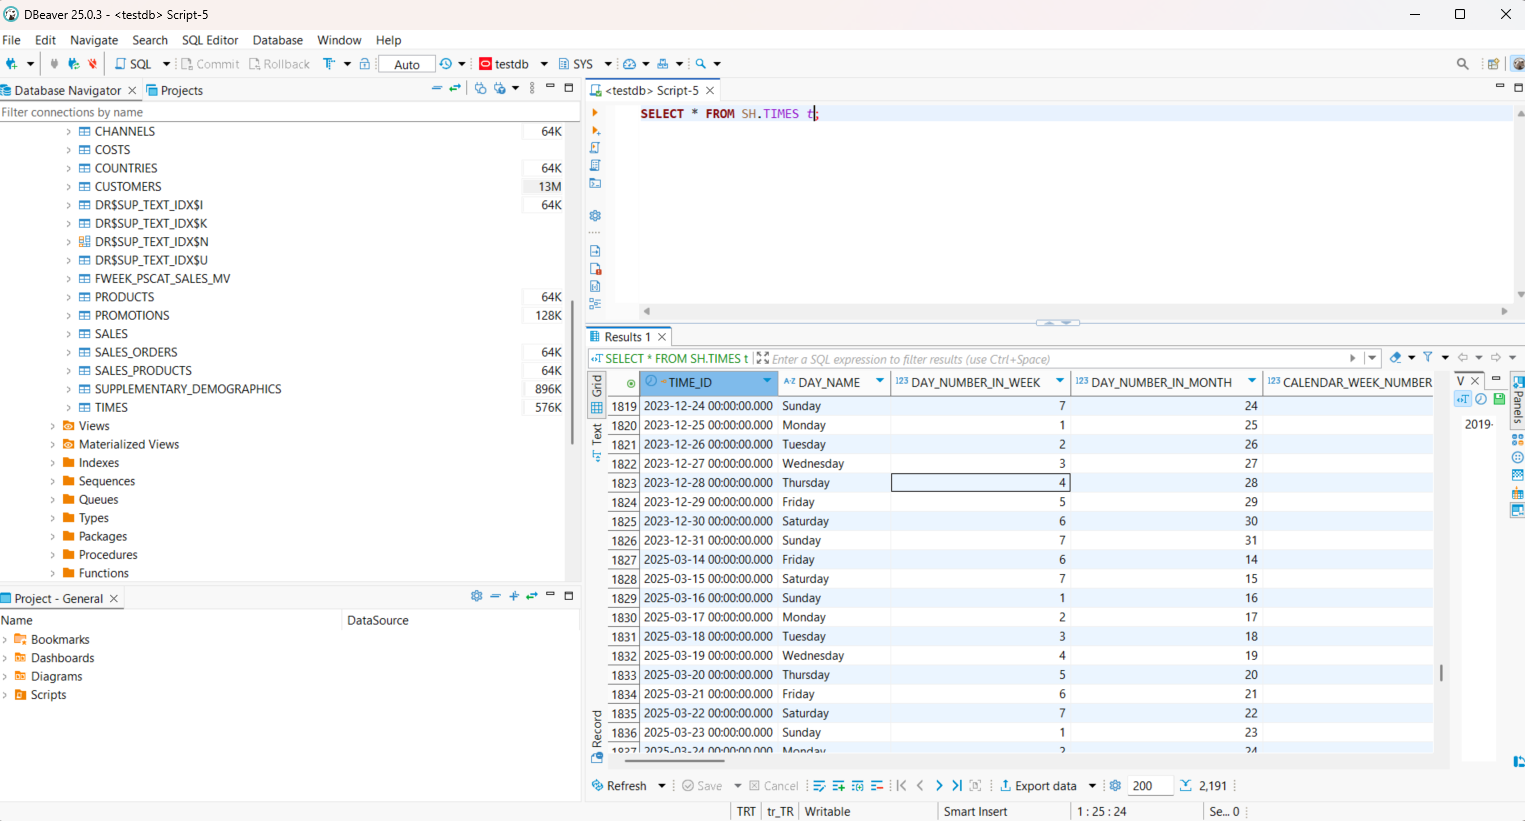 DBeaver 25.0.3 - <testdb> Script-5
File Edit Navigate Search SQL Editor Database Window Help
SQL Commit Rollback Auto testdb SYS
Database Navigator Projects
Filter connections by name
CHANNELS 64K
COSTS
COUNTRIES 64K
CUSTOMERS 13M
DR$SUP_TEXT_IDX$I 64K
DR$SUP_TEXT_IDX$K
DR$SUP_TEXT_IDX$N
DR$SUP_TEXT_IDX$U
FWEEK_PSCAT_SALES_MV
PRODUCTS 64K
PROMOTIONS 128K
SALES
SALES_ORDERS 64K
SALES_PRODUCTS 64K
SUPPLEMENTARY_DEMOGRAPHICS 896K
TIMES 576K
Views
Materialized Views
Indexes
Sequences
Queues
Types
Packages
Procedures
Functions
Project - General
Name DataSource
Bookmarks
Dashboards
Diagrams
Scripts
<testdb> Script-5
SELECT * FROM SH.TIMES t;
Results 1
SELECT * FROM SH.TIMES t Enter a SQL expression to filter results (use Ctrl+Space)
Grid
Text
Record
TIME_ID A-Z DAY_NAME 123 DAY_NUMBER_IN_WEEK 123 DAY_NUMBER_IN_MONTH 123 CALENDAR_WEEK_NUMBER
1819 2023-12-24 00:00:00.000 Sunday 7 24
1820 2023-12-25 00:00:00.000 Monday 1 25
1821 2023-12-26 00:00:00.000 Tuesday 2 26
1822 2023-12-27 00:00:00.000 Wednesday 3 27
1823 2023-12-28 00:00:00.000 Thursday 4 28
1824 2023-12-29 00:00:00.000 Friday 5 29
1825 2023-12-30 00:00:00.000 Saturday 6 30
1826 2023-12-31 00:00:00.000 Sunday 7 31
1827 2025-03-14 00:00:00.000 Friday 6 14
1828 2025-03-15 00:00:00.000 Saturday 7 15
1829 2025-03-16 00:00:00.000 Sunday 1 16
1830 2025-03-17 00:00:00.000 Monday 2 17
1831 2025-03-18 00:00:00.000 Tuesday 3 18
1832 2025-03-19 00:00:00.000 Wednesday 4 19
1833 2025-03-20 00:00:00.000 Thursday 5 20
1834 2025-03-21 00:00:00.000 Friday 6 21
1835 2025-03-22 00:00:00.000 Saturday 7 22
1836 2025-03-23 00:00:00.000 Sunday 1 23
1837 2025-03-24 00:00:00.000 Monday 2 24
V
2019-
Panels
Refresh Save Cancel Export data 200 2,191
TRT tr_TR Writable Smart Insert 1 : 25 : 24 Se... 0